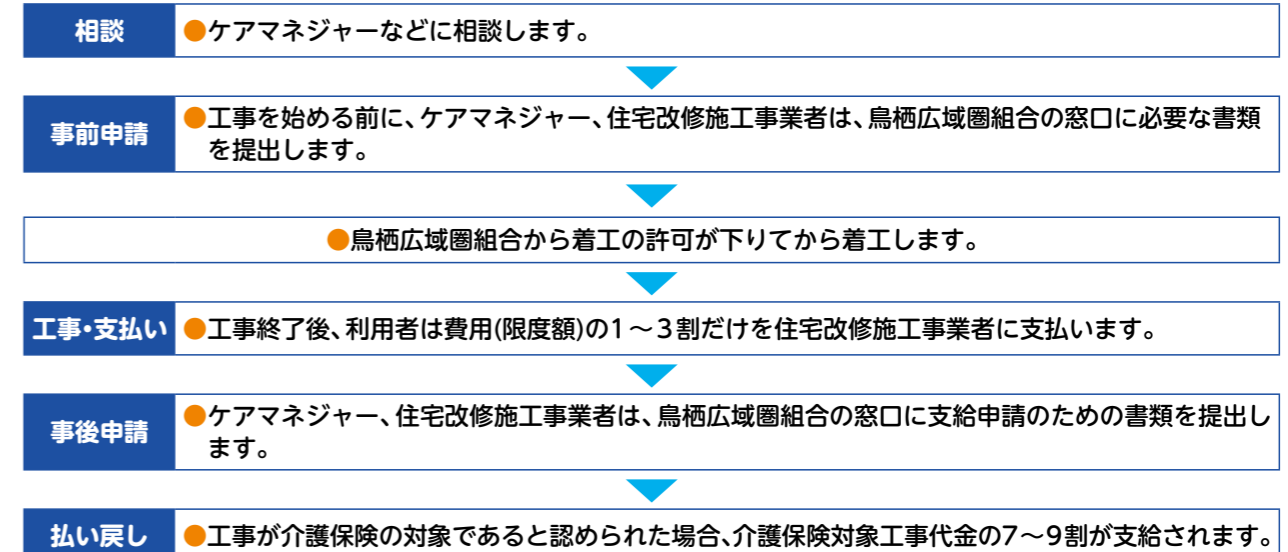 相談
●ケアマネジャーなどに相談します。
事前申請
●工事を始める前に、ケアマネジャー、住宅改修施工事業者は、鳥栖広域圏組合の窓口に必要な書類
を提出します。
●鳥栖広域圏組合から着工の許可が下りてから着工します。
工事・支払い
●工事終了後、利用者は費用(限度額)の1～3割だけを住宅改修施工事業者に支払います。
事後申請
●ケアマネジャー、住宅改修施工事業者は、鳥栖広域圏組合の窓口に支給申請のための書類を提出し
ます。
払い戻し
●工事が介護保険の対象であると認められた場合、介護保険対象工事代金の7～9割が支給されます。